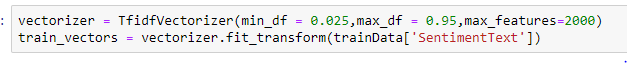 :
vectorizer = TfidfVectorizer(min_df = 0.025,max_df = 0.95,max_features=2000)
train_vectors = vectorizer.fit_transform(trainData['SentimentText'])